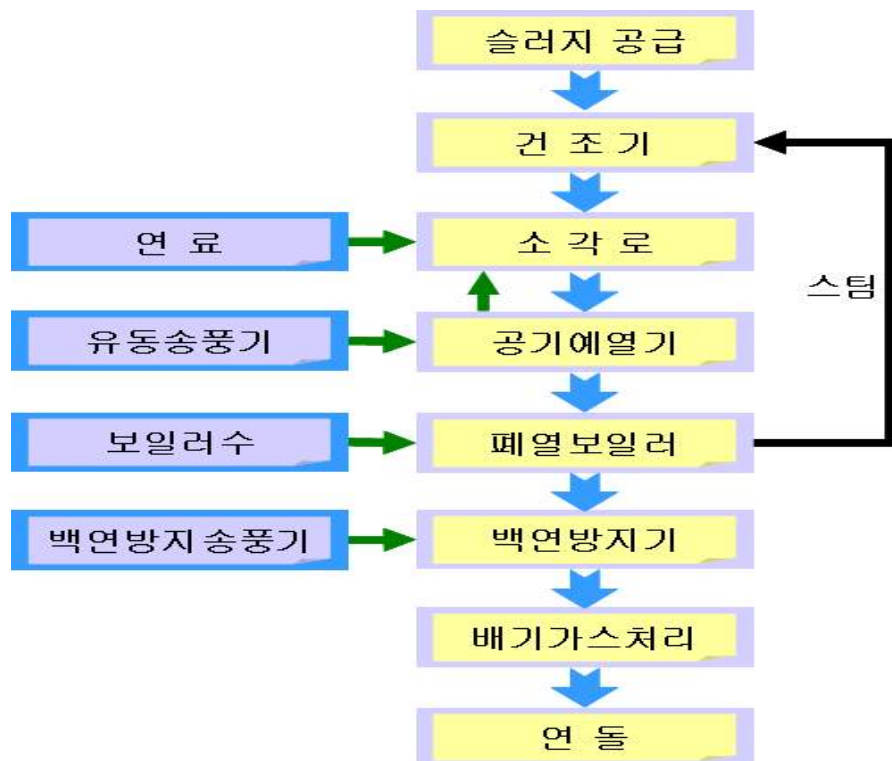 슬러지 공급
건 조 기
연 료
소 각 로
스팀
유동송풍기
공기예열기
보일러수
폐열보일러
백연방지송풍기
백연방지기
배기가스처리
연 돌